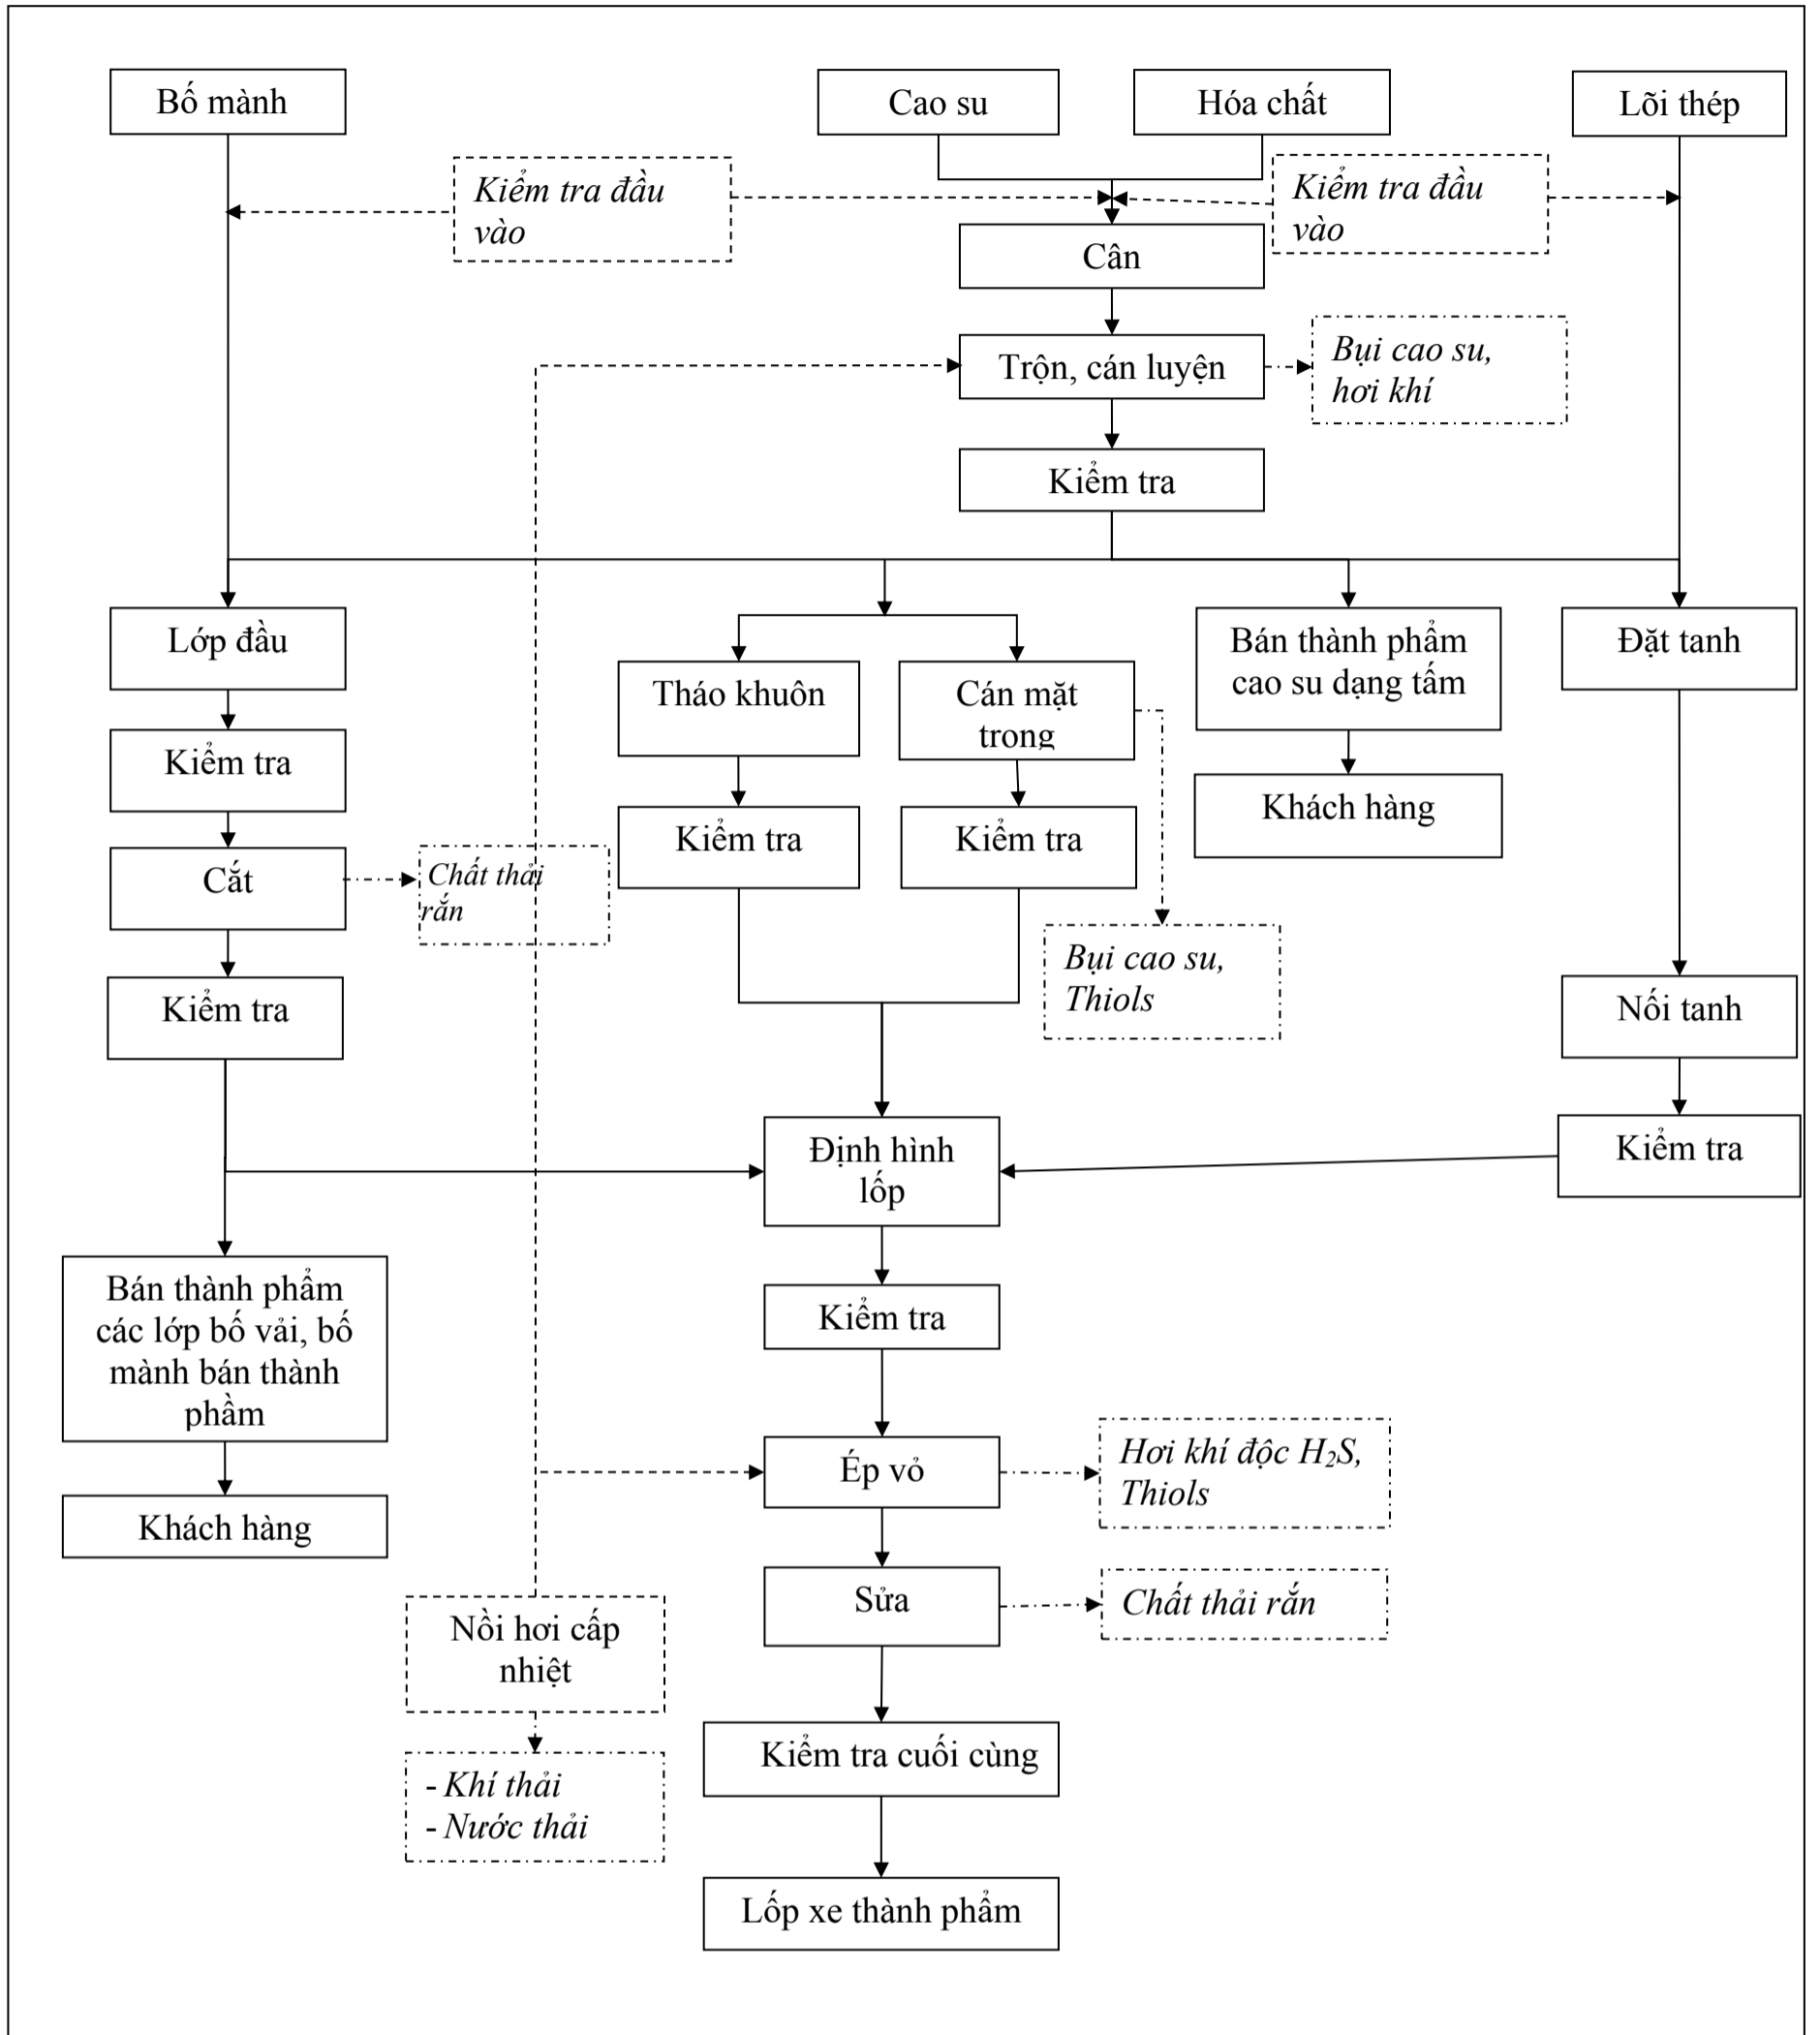 Bố mành
Cao su
Hóa chất
Lõi thép
Kiểm tra đầu
vào
Kiểm tra đầu
vào
Cân
Trộn, cán luyện
Bụi cao su,
hơi khí
Kiểm tra
Lớp đầu
Tháo khuôn
Cán mặt
trong
Bán thành phẩm
cao su dạng tấm
Đặt tanh
Kiểm tra
Kiểm tra
Kiểm tra
Khách hàng
Cắt
Chất thải
rắn
Bụi cao su,
Thiols
Kiểm tra
Nối tanh
Định hình
lốp
Kiểm tra
Bán thành phẩm
các lớp bố vải, bố
mành bán thành
phầm
Kiểm tra
Ép vỏ
Hơi khí độc H₂S,
Thiols
Khách hàng
Sửa
Chất thải rắn
Nồi hơi cấp
nhiệt
Kiểm tra cuối cùng
- Khí thải
- Nước thải
Lốp xe thành phẩm